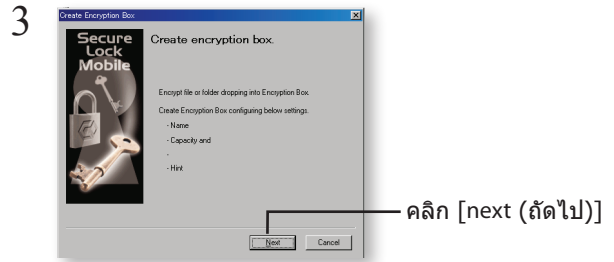 3
Create Encryption Box
Secure
Lock
Mobile
Create encryption box.
Encrypt file or folder dropping into Encryption Box.
Create Encryption Box configuring below settings.
- Name
- Capacity and
-
- Hint
Next
Cancel
คลิก [next (ถัดไป)]